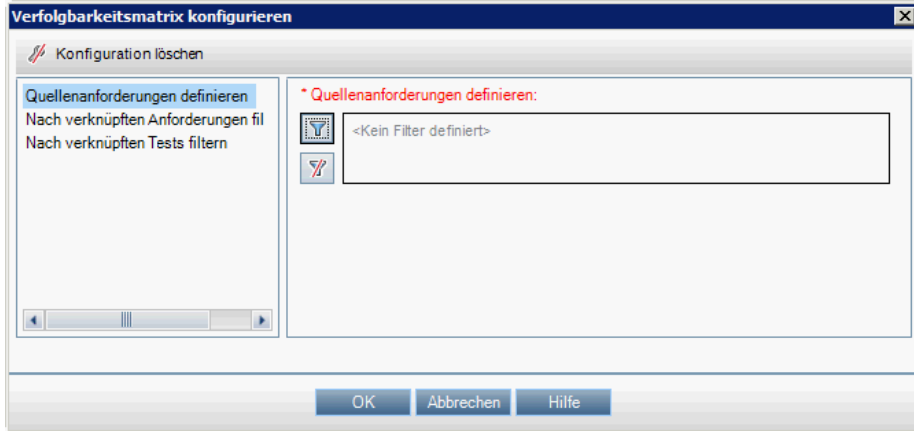 Verfolgbarkeitsmatrix konfigurieren
Konfiguration löschen
Quellenanforderungen definieren
Nach verknüpften Anforderungen fil
Nach verknüpften Tests filtern
* Quellenanforderungen definieren:
<Kein Filter definiert>
OK Abbrechen Hilfe